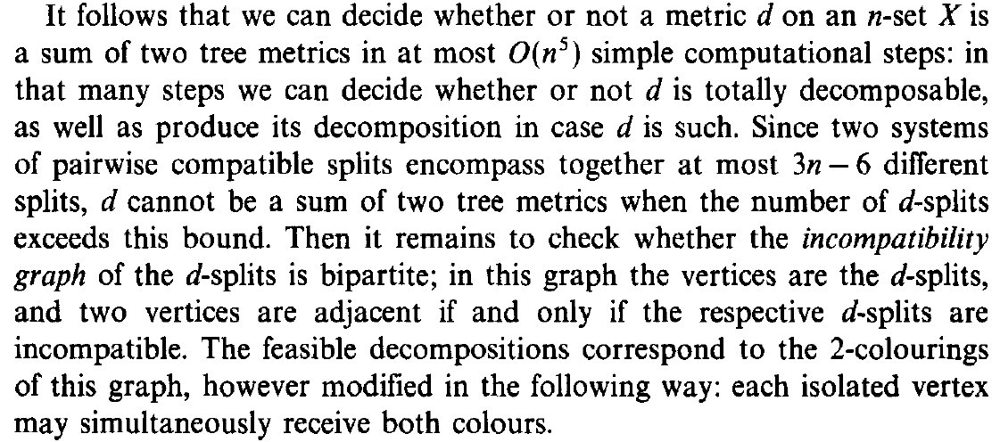 It follows that we can decide whether or not a metric d on an n-set X is
a sum of two tree metrics in at most O(n⁵) simple computational steps: in
that many steps we can decide whether or not d is totally decomposable,
as well as produce its decomposition in case d is such. Since two systems
of pairwise compatible splits encompass together at most 3n − 6 different
splits, d cannot be a sum of two tree metrics when the number of d-splits
exceeds this bound. Then it remains to check whether the incompatibility
graph of the d-splits is bipartite; in this graph the vertices are the d-splits,
and two vertices are adjacent if and only if the respective d-splits are
incompatible. The feasible decompositions correspond to the 2-colourings
of this graph, however modified in the following way: each isolated vertex
may simultaneously receive both colours.